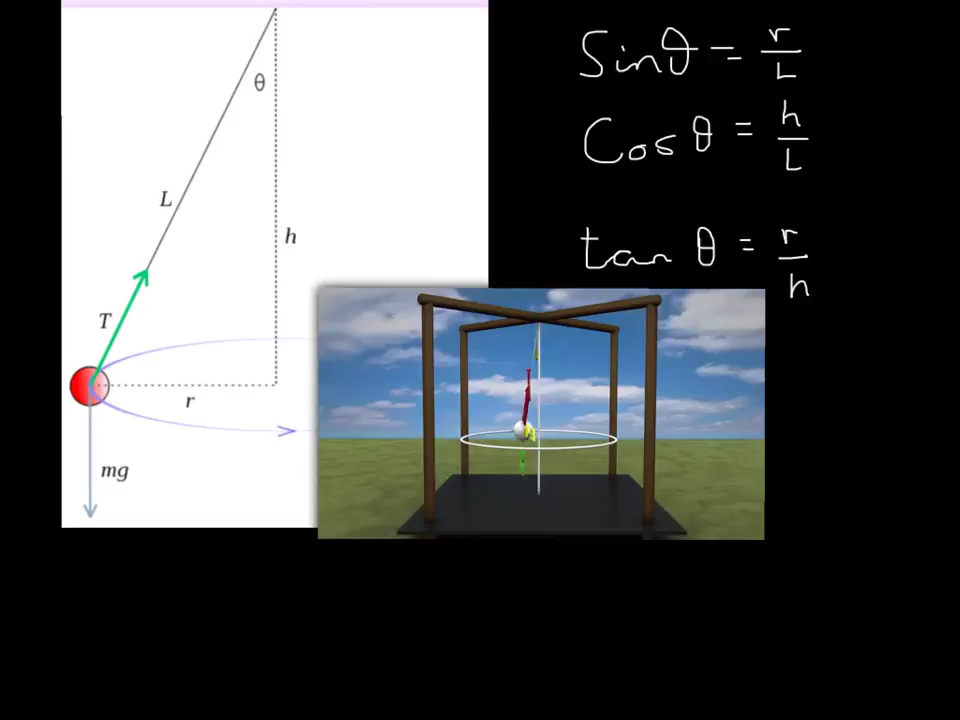 θ
L
h
T
r
mg
Sinθ = r/L
Cos θ = h/L
tan θ = r/h